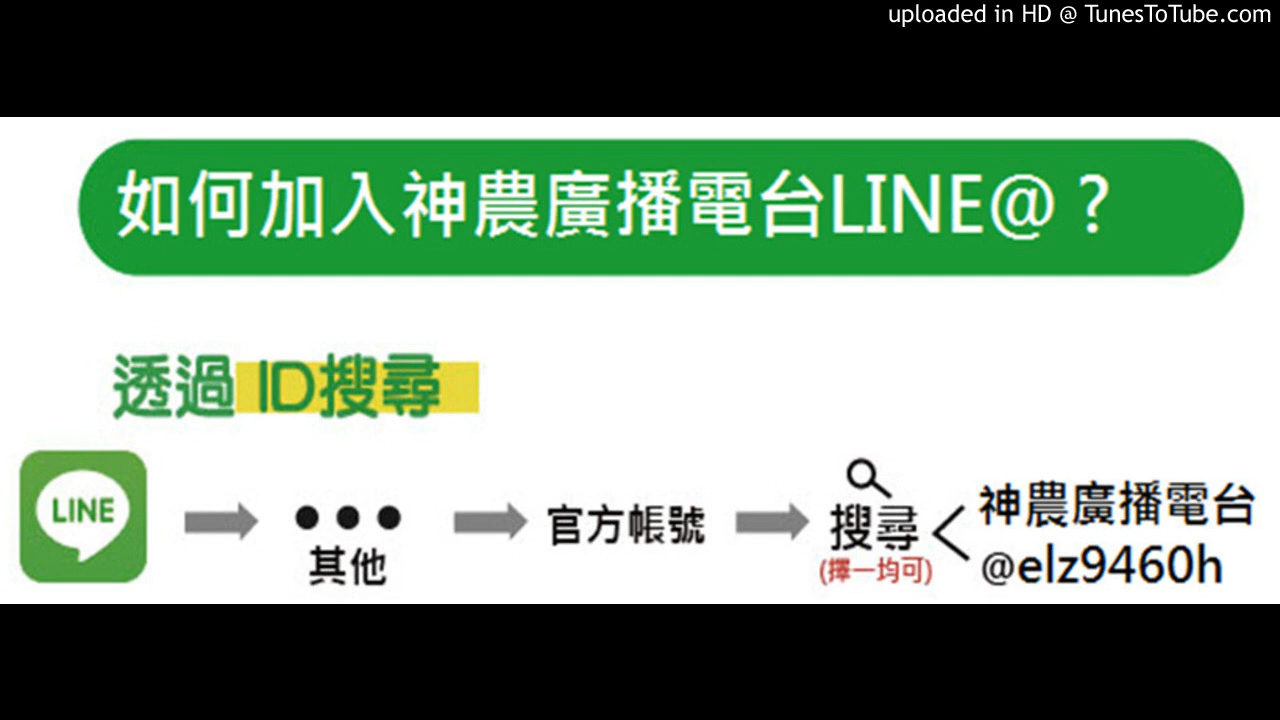 uploaded in HD @ TunesToTube.com
如何加入神農廣播電台LINE@？
透過 ID搜尋
LINE
其他
官方帳號
搜尋
(擇一均可)
神農廣播電台
@elz9460h